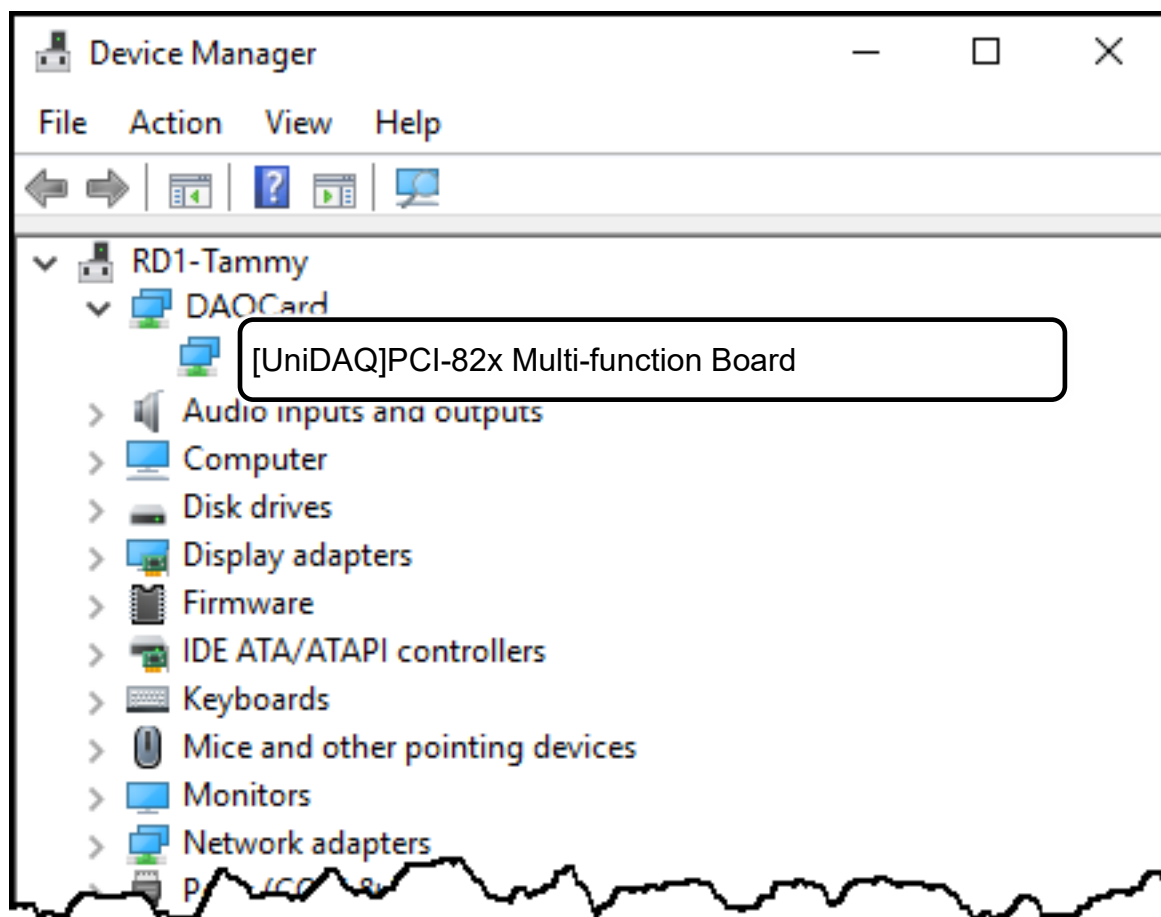 Device Manager
File Action View Help
RD1-Tammy
DAQCard
[UniDAQ]PCI-82x Multi-function Board
Audio inputs and outputs
Computer
Disk drives
Display adapters
Firmware
IDE ATA/ATAPI controllers
Keyboards
Mice and other pointing devices
Monitors
Network adapters